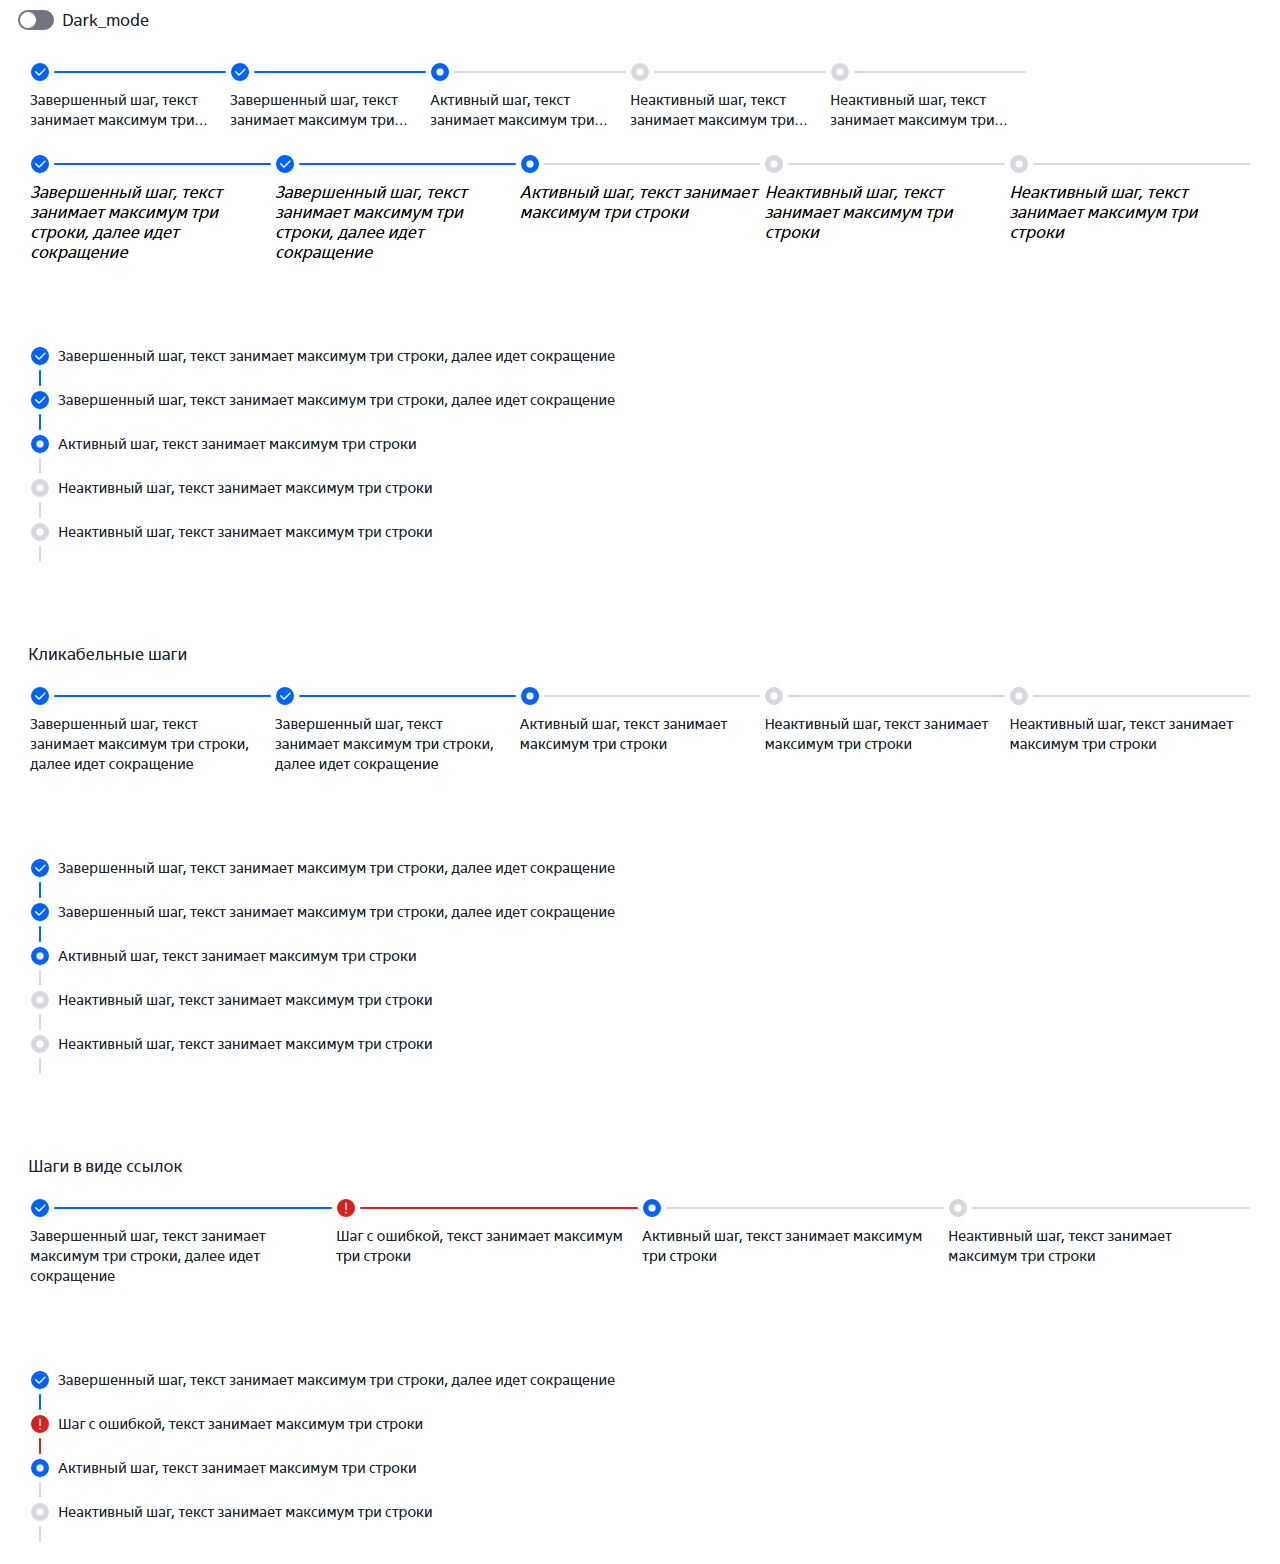 Dark_mode
Завершенный шаг, текст
занимает максимум три...
Завершенный шаг, текст
занимает максимум три...
Активный шаг, текст
занимает максимум три...
Неактивный шаг, текст
занимает максимум три...
Неактивный шаг, текст
занимает максимум три...
Завершенный шаг, текст
занимает максимум три
строки, далее идет
сокращение
Завершенный шаг, текст
занимает максимум три
строки, далее идет
сокращение
Активный шаг, текст занимает
максимум три строки
Неактивный шаг, текст
занимает максимум три
строки
Неактивный шаг, текст
занимает максимум три
строки
Завершенный шаг, текст занимает максимум три строки, далее идет сокращение
Завершенный шаг, текст занимает максимум три строки, далее идет сокращение
Активный шаг, текст занимает максимум три строки
Неактивный шаг, текст занимает максимум три строки
Неактивный шаг, текст занимает максимум три строки
Кликабельные шаги
Завершенный шаг, текст
занимает максимум три строки,
далее идет сокращение
Завершенный шаг, текст
занимает максимум три строки,
далее идет сокращение
Активный шаг, текст занимает
максимум три строки
Неактивный шаг, текст занимает
максимум три строки
Неактивный шаг, текст занимает
максимум три строки
Завершенный шаг, текст занимает максимум три строки, далее идет сокращение
Завершенный шаг, текст занимает максимум три строки, далее идет сокращение
Активный шаг, текст занимает максимум три строки
Неактивный шаг, текст занимает максимум три строки
Неактивный шаг, текст занимает максимум три строки
Шаги в виде ссылок
Завершенный шаг, текст занимает
максимум три строки, далее идет
сокращение
Шаг с ошибкой, текст занимает максимум
три строки
Активный шаг, текст занимает максимум
три строки
Неактивный шаг, текст занимает
максимум три строки
Завершенный шаг, текст занимает максимум три строки, далее идет сокращение
Шаг с ошибкой, текст занимает максимум три строки
Активный шаг, текст занимает максимум три строки
Неактивный шаг, текст занимает максимум три строки